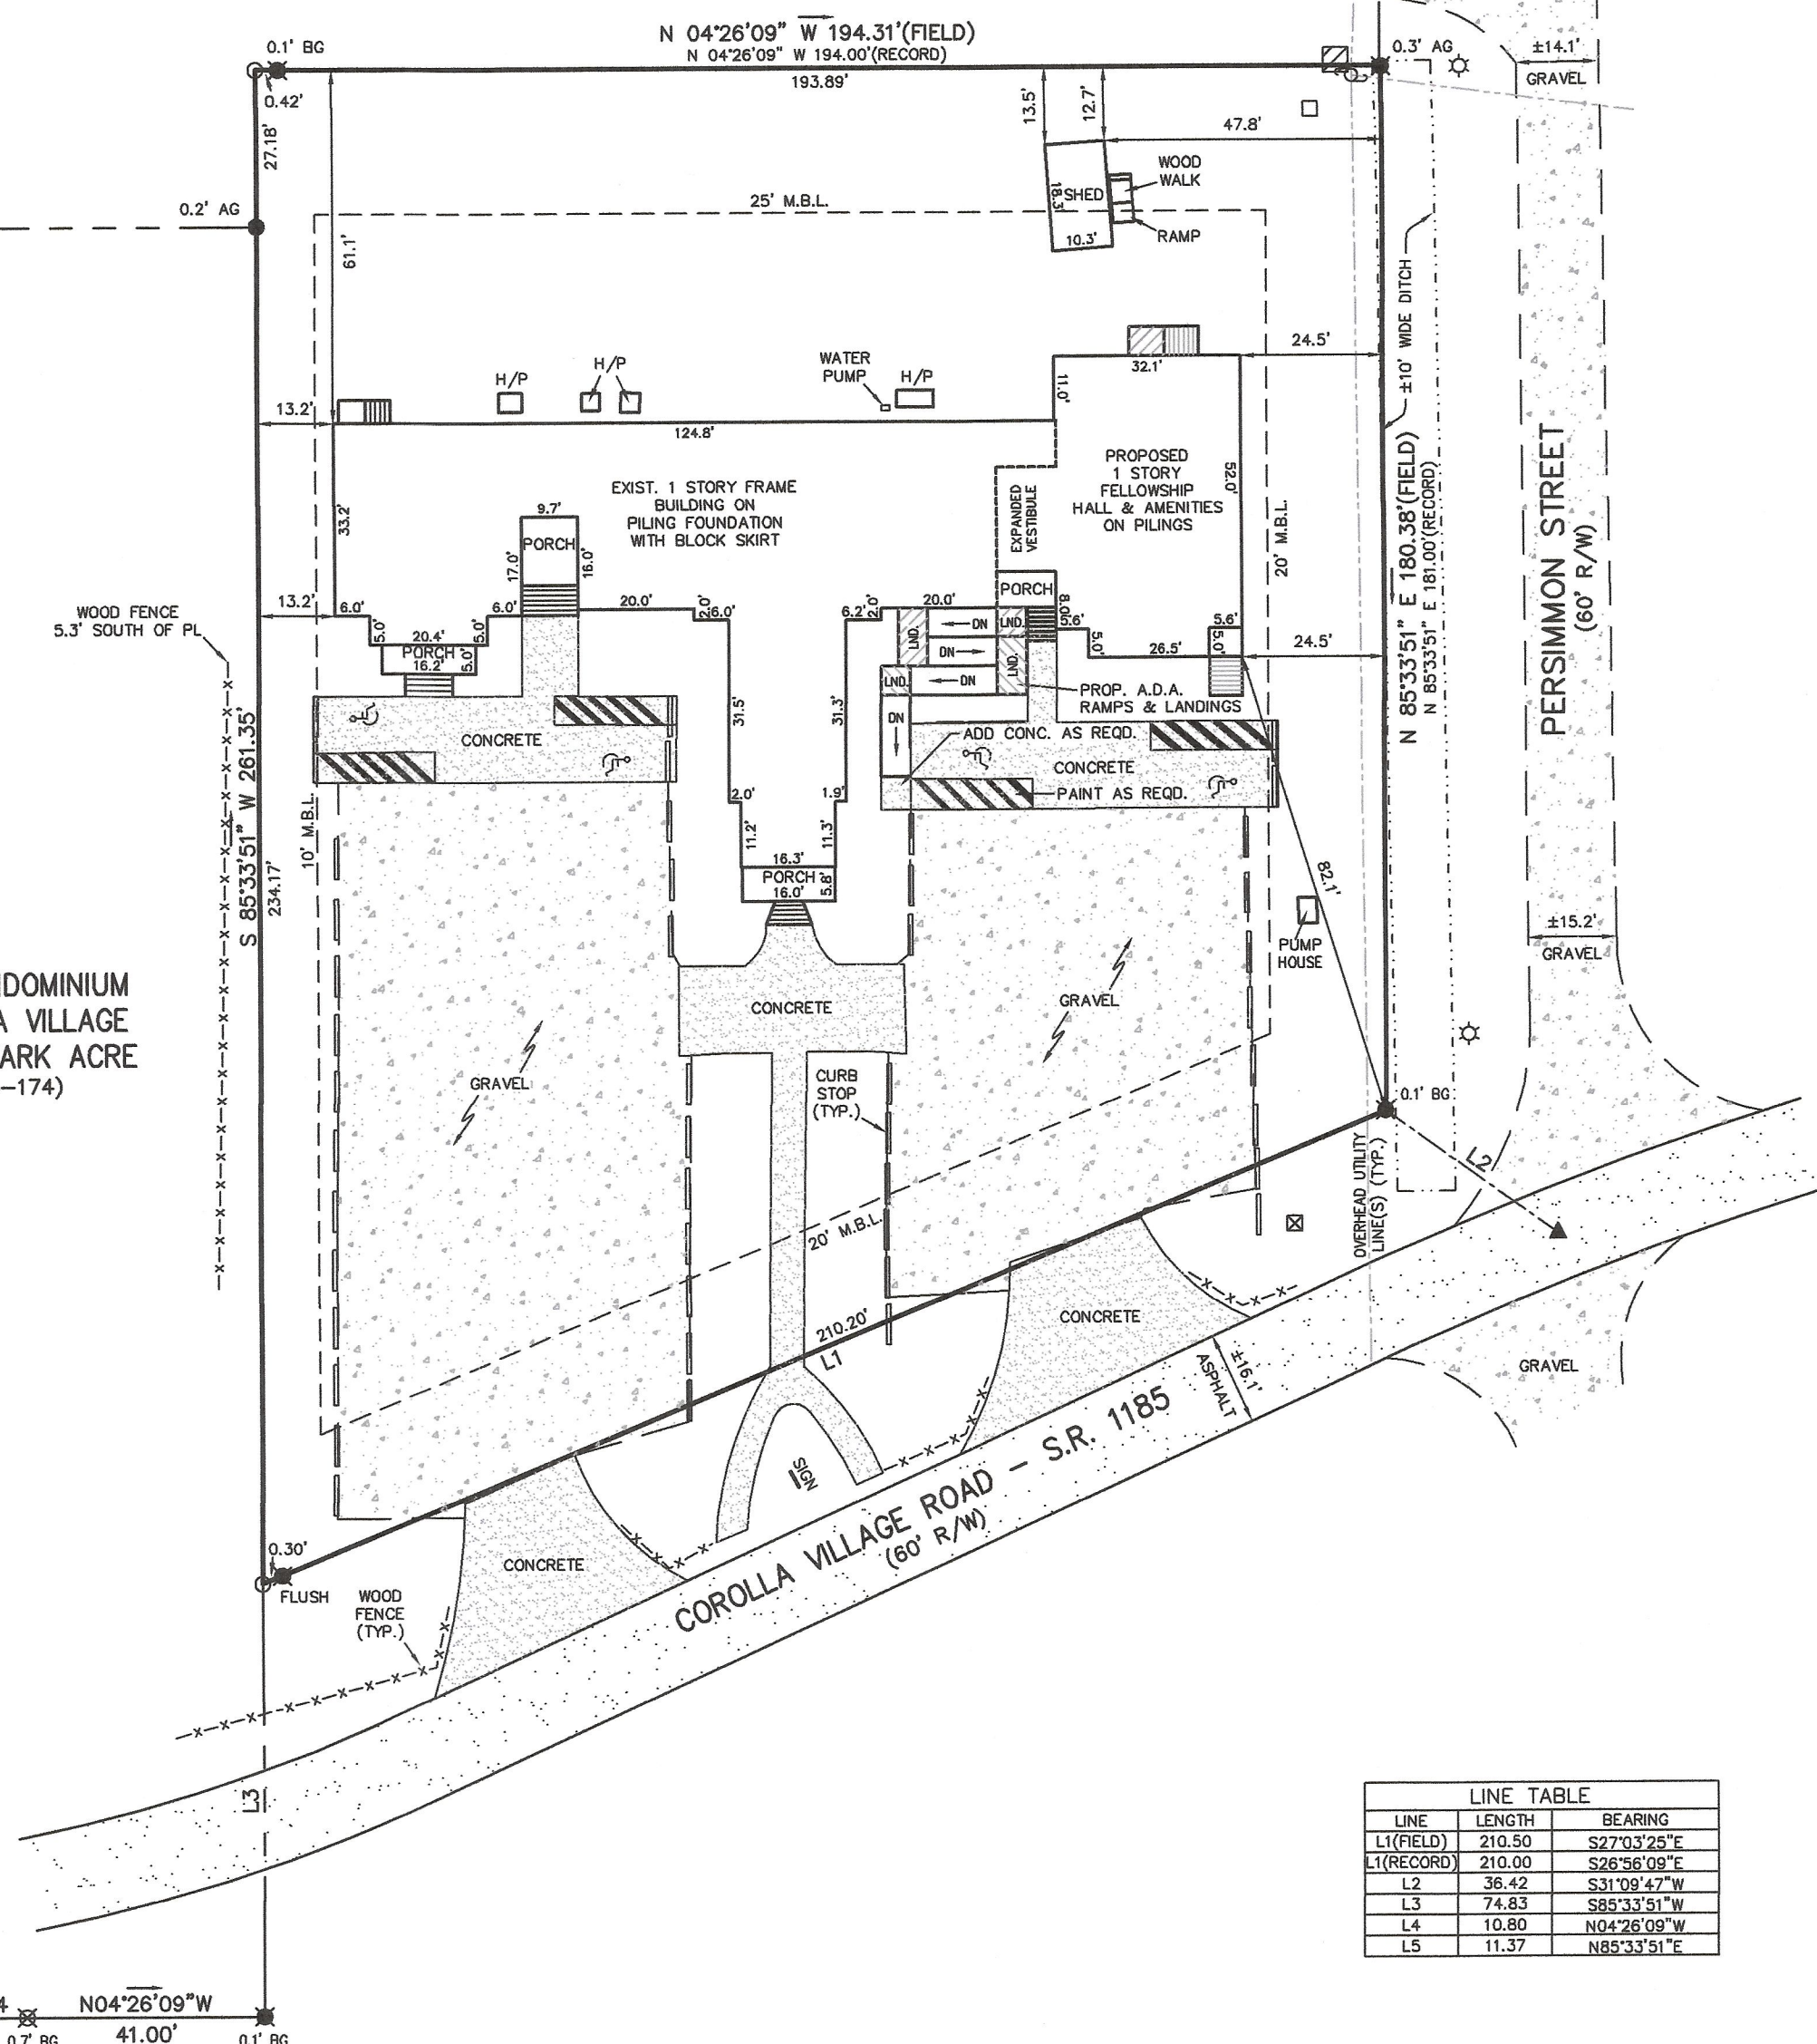 N 04°26'09" W 194.31'(FIELD)
N 04°26'09" W 194.00'(RECORD)
193.89'
0.1' BG
0.42'
27.18'
0.2' AG
61.1'
25' M.B.L.
13.5'
12.7'
47.8'
0.3' AG
±14.1'
GRAVEL
WOOD
WALK
SHED
18.3'
10.3'
RAMP
±10' WIDE DITCH
H/P
H/P
WATER
PUMP
H/P
32.1'
24.5'
11.0'
13.2'
124.8'
33.2'
EXIST. 1 STORY FRAME
BUILDING ON
PILING FOUNDATION
WITH BLOCK SKIRT
PROPOSED
1 STORY
FELLOWSHIP
HALL & AMENITIES
ON PILINGS
52.0'
EXPANDED
VESTIBULE
20' M.B.L.
N 85°33'51" E 180.38'(FIELD)
N 85°33'51" E 181.00'(RECORD)
PERSIMMON STREET
(60' R/W)
9.7'
PORCH
17.0'
16.0'
WOOD FENCE
5.3' SOUTH OF PL
13.2'
6.0'
5.0'
20.4'
PORCH
16.2'
5.0'
5.0'
6.0'
20.0'
2.0'
6.0'
6.2'
2.0'
20.0'
PORCH
8.0'
5.6'
5.0'
26.5'
5.6'
5.0'
24.5'
LND.
DN
LND.
DN
LND.
LND.
DN
DN
PROP. A.D.A.
RAMPS & LANDINGS
ADD CONC. AS REQD.
CONCRETE
PAINT AS REQD.
CONCRETE
31.5'
31.3'
2.0'
1.9'
11.2'
11.3'
16.3'
PORCH
16.0'
5.8'
S 85°33'51" W 261.35'
234.17'
10' M.B.L.
82.1'
PUMP
HOUSE
±15.2'
GRAVEL
CONCRETE
GRAVEL
GRAVEL
CURB
STOP
(TYP.)
VILLAGE
ARK ACRE
-174)
0.1' BG
L2
OVERHEAD UTILITY
LINE(S) (TYP.)
20' M.B.L.
210.20'
L1
CONCRETE
±16.1'
ASPHALT
GRAVEL
SIGN
COROLLA VILLAGE ROAD - S.R. 1185
(60' R/W)
0.30'
FLUSH
WOOD
FENCE
(TYP.)
CONCRETE
L3
LINE TABLE
LINE LENGTH BEARING
L1(FIELD) 210.50 S27°03'25"E
L1(RECORD) 210.00 S26°56'09"E
L2 36.42 S31°09'47"W
L3 74.83 S85°33'51"W
L4 10.80 N04°26'09"W
L5 11.37 N85°33'51"E
N04°26'09"W
41.00'
0.7' BG
0.1' BG